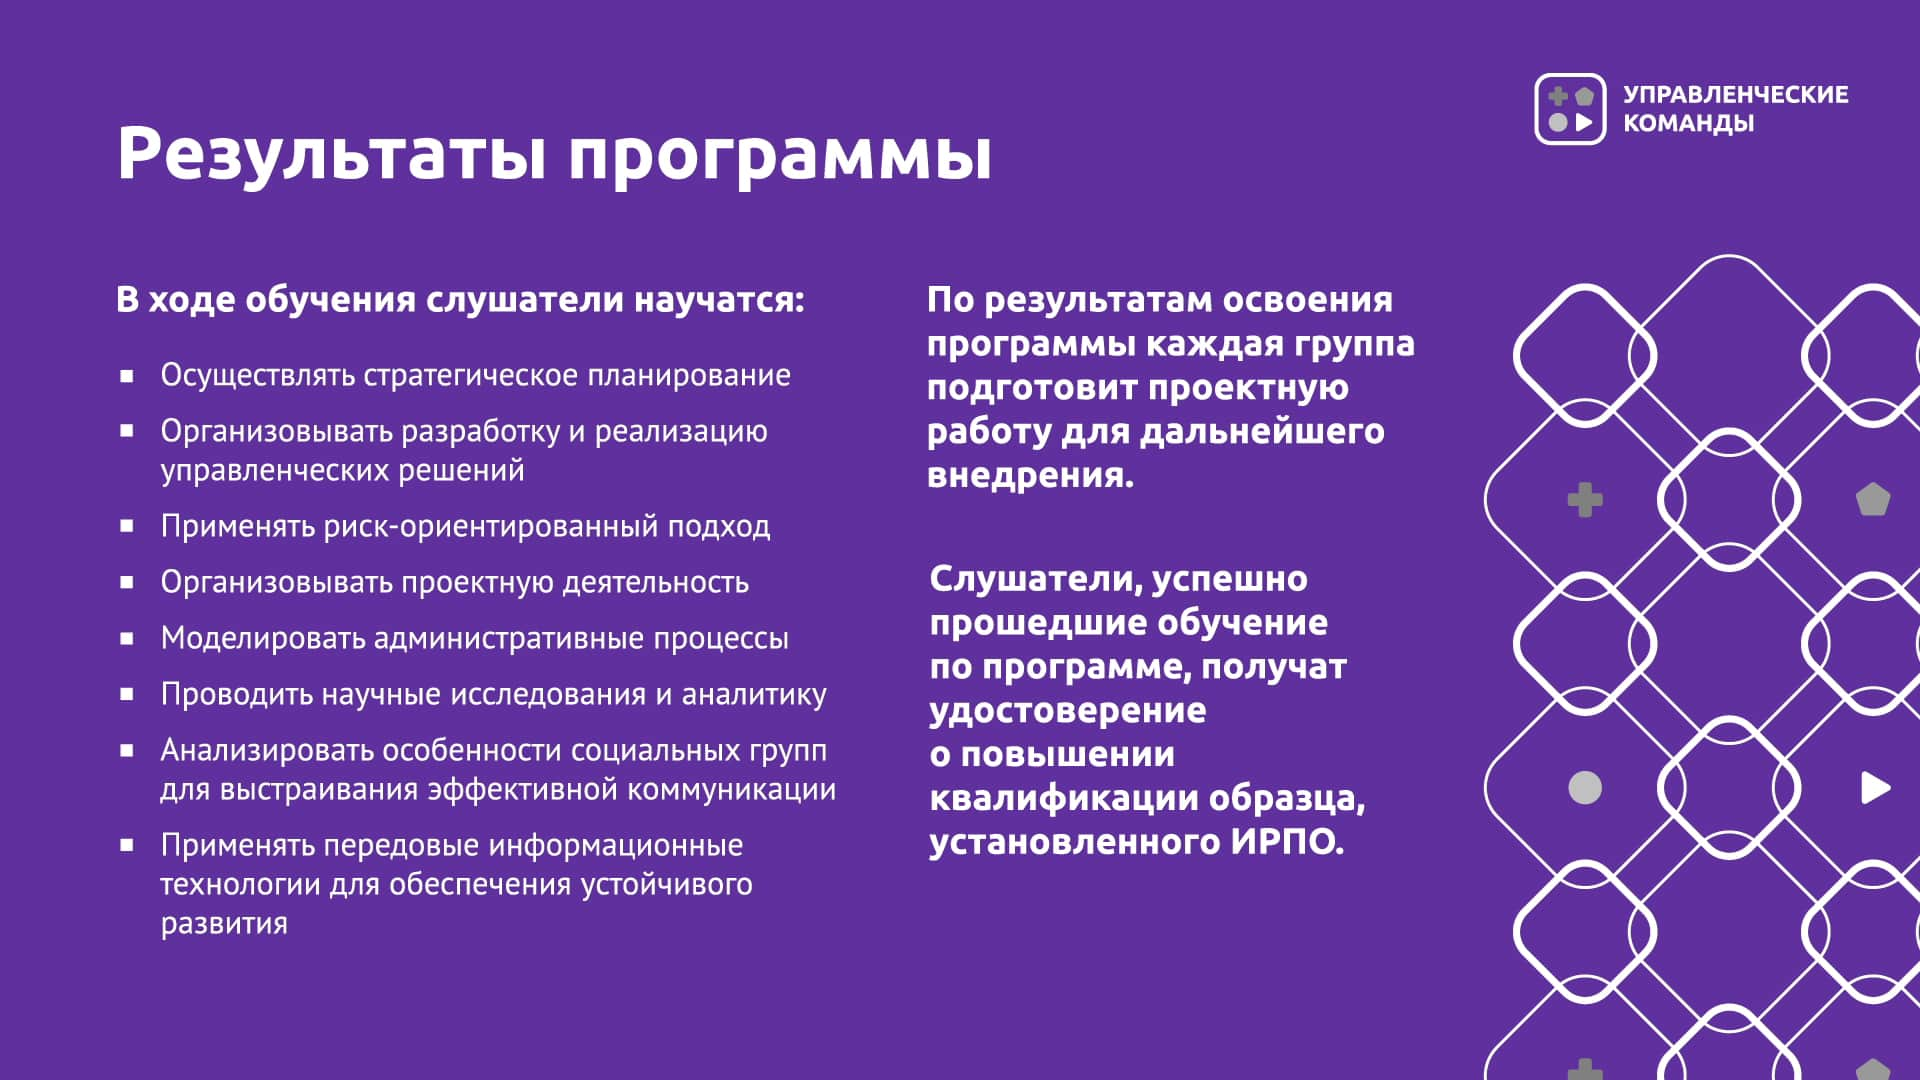 УПРАВЛЕНЧЕСКИЕ
КОМАНДЫ
Результаты программы
В ходе обучения слушатели научатся:
Осуществлять стратегическое планирование
Организовывать разработку и реализацию
управленческих решений
Применять риск-ориентированный подход
Организовывать проектную деятельность
Моделировать административные процессы
Проводить научные исследования и аналитику
Анализировать особенности социальных групп
для выстраивания эффективной коммуникации
Применять передовые информационные
технологии для обеспечения устойчивого
развития
По результатам освоения
программы каждая группа
подготовит проектную
работу для дальнейшего
внедрения.
Слушатели, успешно
прошедшие обучение
по программе, получат
удостоверение
о повышении
квалификации образца,
установленного ИРПО.